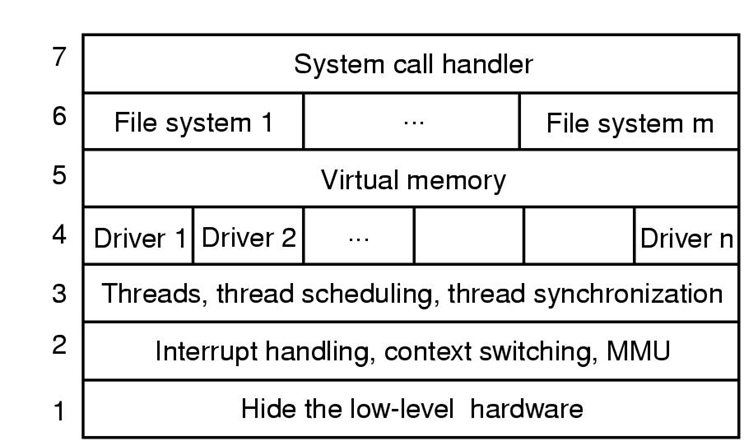 7 System call handler
6 File system 1 ... File system m
5 Virtual memory
4 Driver 1 Driver 2 ... Driver n
3 Threads, thread scheduling, thread synchronization
2 Interrupt handling, context switching, MMU
1 Hide the low-level hardware